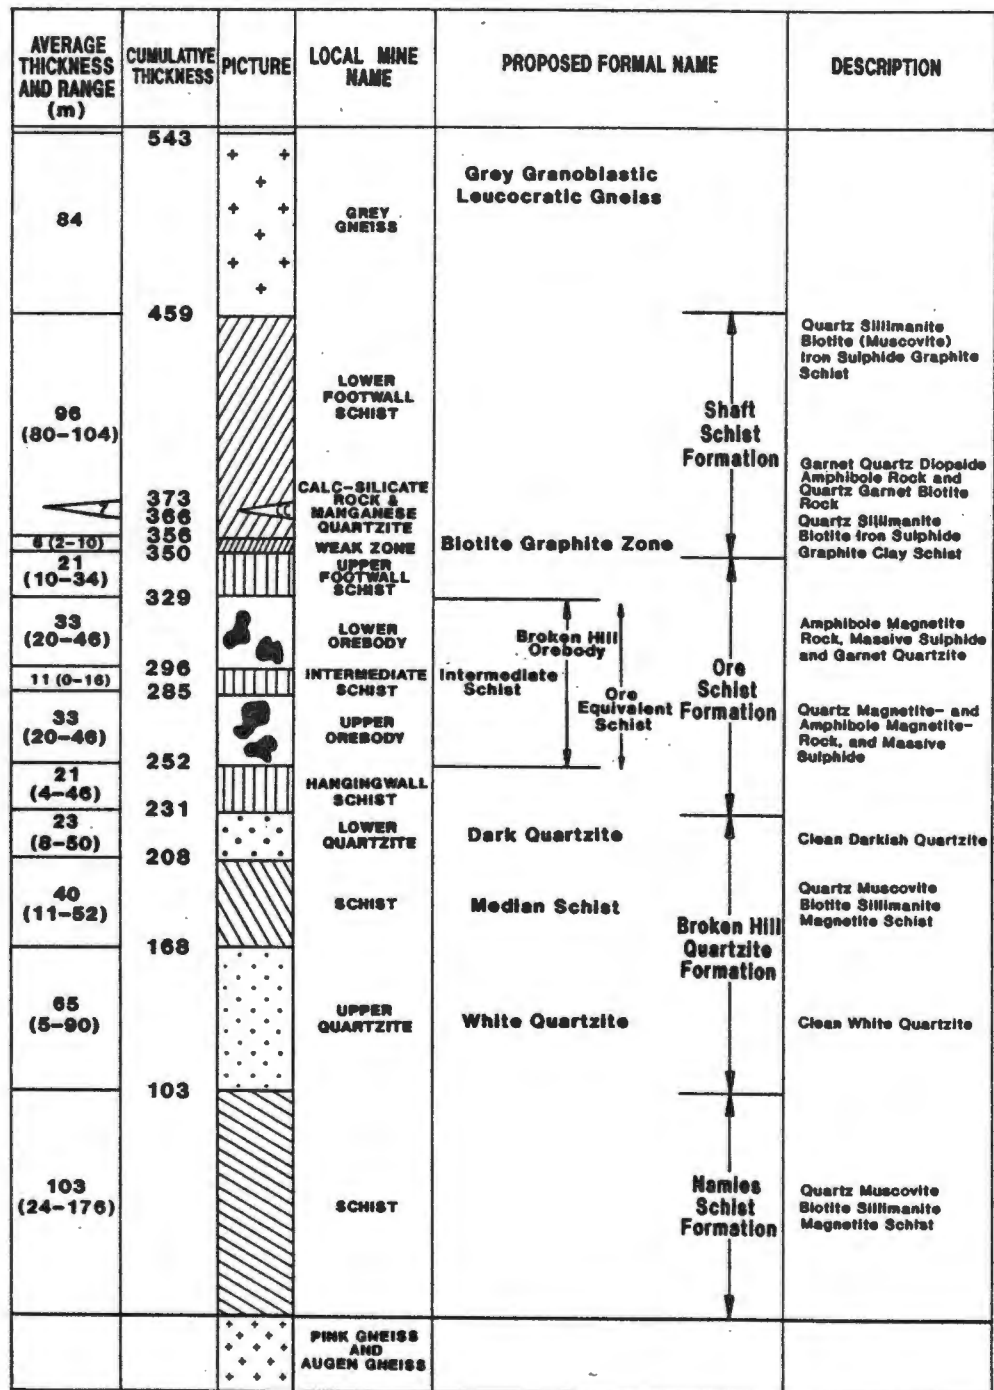 AVERAGE
THICKNESS
AND RANGE
(m)
CUMULATIVE
THICKNESS
PICTURE
LOCAL MINE
NAME
PROPOSED FORMAL NAME
DESCRIPTION
543
84
GREY
GNEISS
Grey Granoblastic
Leucocratic Gneiss
459
96
(80-104)
LOWER
FOOTWALL
SCHIST
Shaft
Schist
Formation
Quartz Sillimanite
Biotite (Muscovite)
Iron Sulphide Graphite
Schist
373
366
CALC-SILICATE
ROCK &
MANGANESE
QUARTZITE
Garnet Quartz Diopside
Amphibole Rock and
Quartz Garnet Biotite
Rock
356
6 (2-10)
WEAK ZONE
Biotite Graphite Zone
Quartz Sillimanite
Biotite Iron Sulphide
Graphite Clay Schist
350
21
(10-34)
UPPER
FOOTWALL
SCHIST
329
33
(20-46)
LOWER
OREBODY
Broken Hill
Orebody
Amphibole Magnetite
Rock, Massive Sulphide
and Garnet Quartzite
296
11 (0-16)
INTERMEDIATE
SCHIST
Intermediate
Schist
Ore
Equivalent
Schist
Ore
Schist
Formation
285
33
(20-46)
UPPER
OREBODY
Quartz Magnetite- and
Amphibole Magnetite-
Rock, and Massive
Sulphide
252
21
(4-46)
HANGINGWALL
SCHIST
231
23
(8-50)
LOWER
QUARTZITE
Dark Quartzite
Clean Darkish Quartzite
208
40
(11-52)
SCHIST
Median Schist
Broken Hill
Quartzite
Formation
Quartz Muscovite
Biotite Sillimanite
Magnetite Schist
168
65
(5-90)
UPPER
QUARTZITE
White Quartzite
Clean White Quartzite
103
103
(24-176)
SCHIST
Namies
Schist
Formation
Quartz Muscovite
Biotite Sillimanite
Magnetite Schist
PINK GNEISS
AND
AUGEN GNEISS